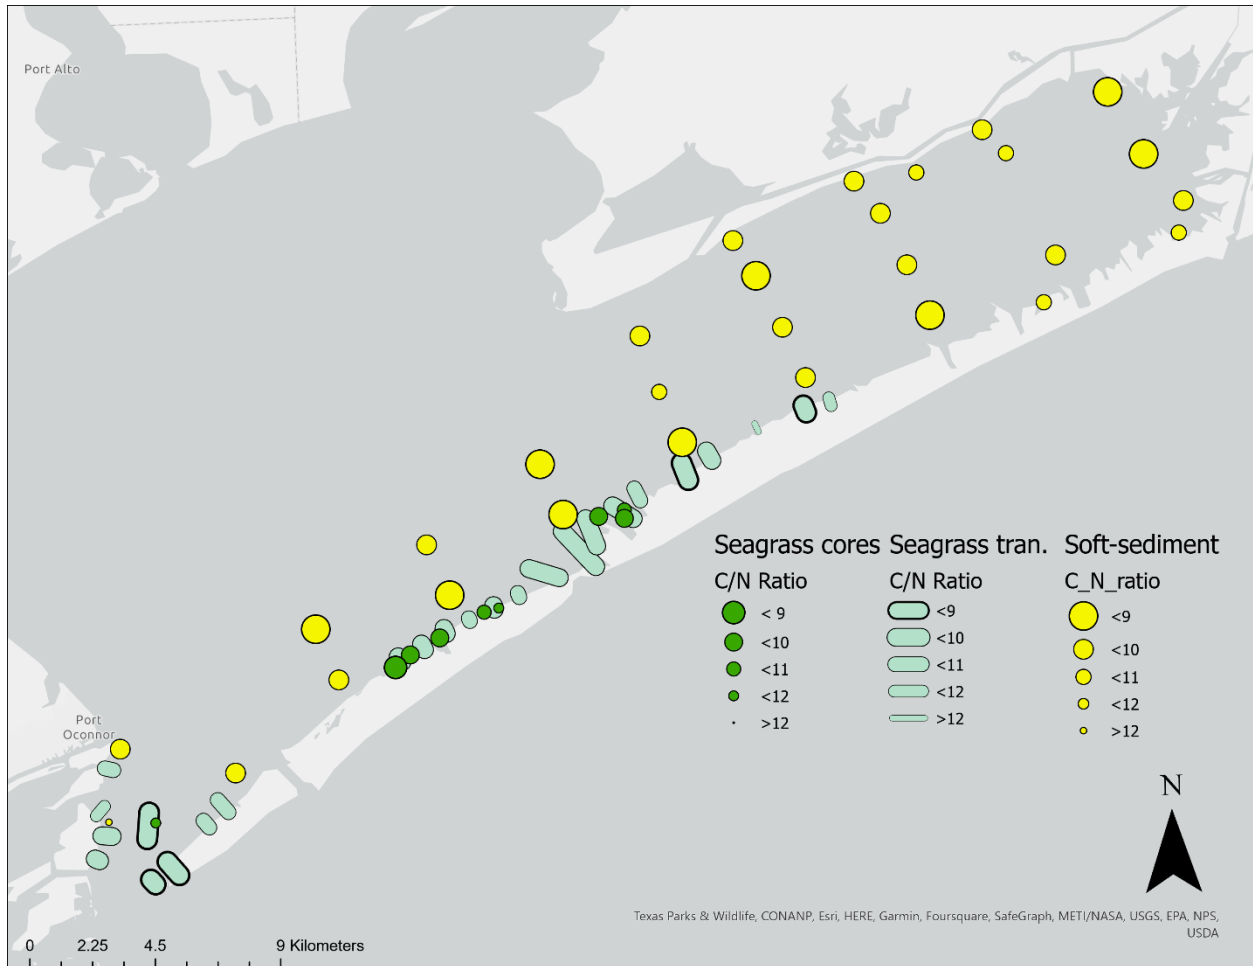 Port Alto
Seagrass cores Seagrass tran. Soft-sediment
C/N Ratio C/N Ratio C_N_ratio
< 9 <9 <9
<10 <10 <10
<11 <11 <11
<12 <12 <12
>12 >12 >12
Port
Oconnor
N
Texas Parks & Wildlife, CONANP, Esri, HERE, Garmin, Foursquare, SafeGraph, METI/NASA, USGS, EPA, NPS,
USDA
0 2.25 4.5 9 Kilometers